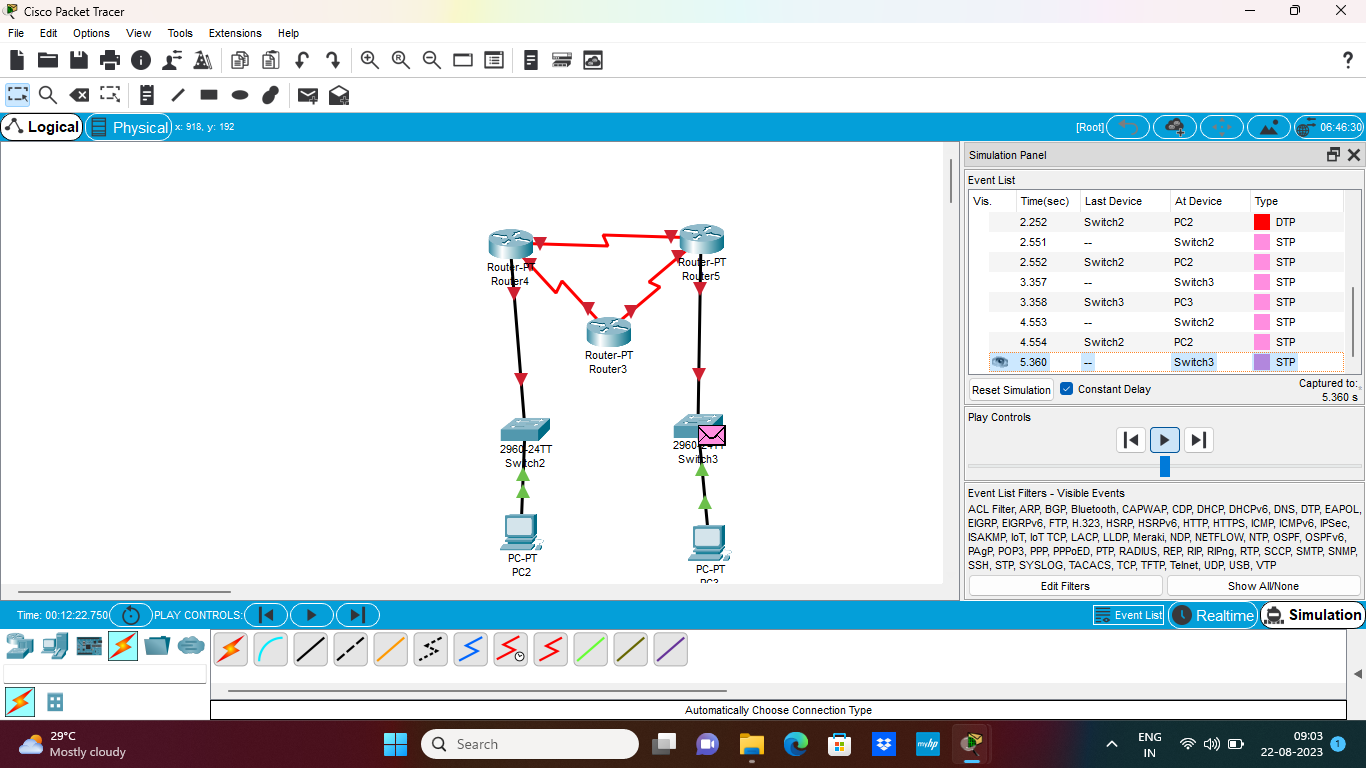 Cisco Packet Tracer
File Edit Options View Tools Extensions Help
?
Logical Physical x: 918, y: 192 [Root] 06:46:30
Router-PT
Router4
Router-PT
Router5
Router-PT
Router3
2960-24TT
Switch2
2960-24TT
Switch3
PC-PT
PC2
PC-PT
PC3
Simulation Panel
Event List
Vis. Time(sec) Last Device At Device Type
2.252 Switch2 PC2 DTP
2.551 -- Switch2 STP
2.552 Switch2 PC2 STP
3.357 -- Switch3 STP
3.358 Switch3 PC3 STP
4.553 -- Switch2 STP
4.554 Switch2 PC2 STP
5.360 -- Switch3 STP
Reset Simulation Constant Delay Captured to:
5.360 s
Play Controls
Event List Filters - Visible Events
ACL Filter, ARP, BGP, Bluetooth, CAPWAP, CDP, DHCP, DHCPv6, DNS, DTP, EAPOL,
EIGRP, EIGRPv6, FTP, H.323, HSRP, HSRPv6, HTTP, HTTPS, ICMP, ICMPv6, IPSec,
ISAKMP, IoT, IoT TCP, LACP, LLDP, Meraki, NDP, NETFLOW, NTP, OSPF, OSPFv6,
PAgP, POP3, PPP, PPPoED, PTP, RADIUS, REP, RIP, RIPng, RTP, SCCP, SMTP, SNMP,
SSH, STP, SYSLOG, TACACS, TCP, TFTP, Telnet, UDP, USB, VTP
Edit Filters Show All/None
Time: 00:12:22.750 PLAY CONTROLS: Event List Realtime Simulation
Automatically Choose Connection Type
29°C
Mostly cloudy
Search
myhp
ENG
IN
09:03
22-08-2023
1